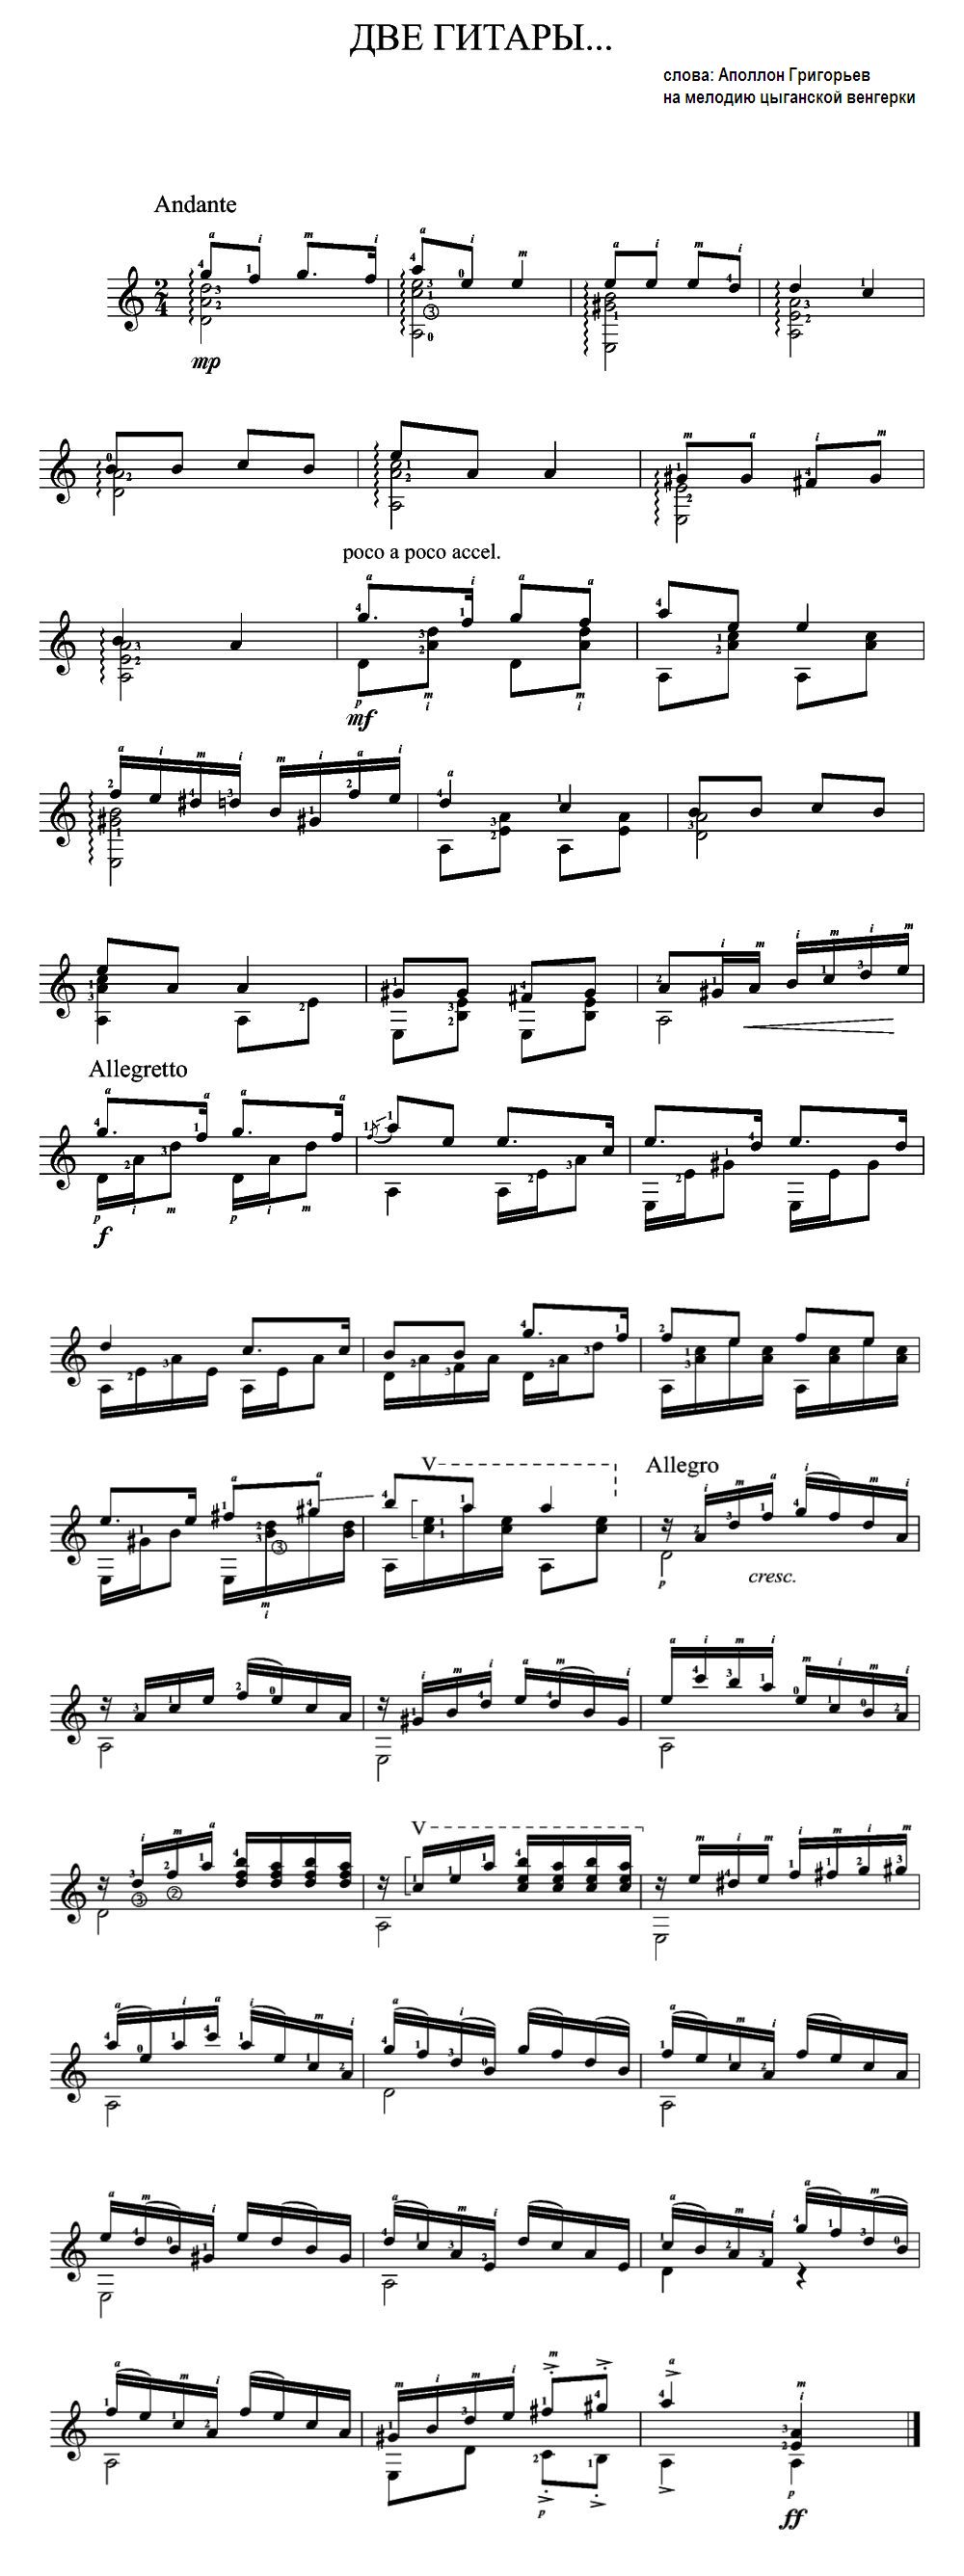 ДВЕ ГИТАРЫ...
слова: Аполлон Григорьев
на мелодию цыганской венгерки
Andante
mp
poco a poco accel.
mf
Allegretto
f
V
Allegro
cresc.
V
ff